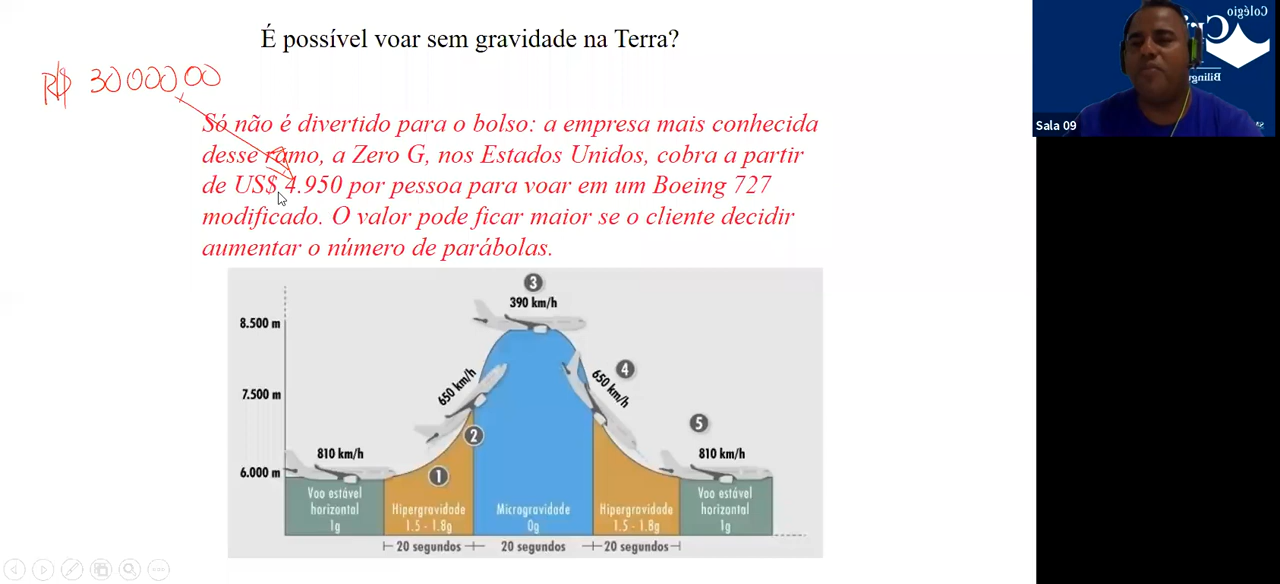 É possível voar sem gravidade na Terra?
R$ 30000,00
Só não é divertido para o bolso: a empresa mais conhecida
desse ramo, a Zero G, nos Estados Unidos, cobra a partir
de US$ 4.950 por pessoa para voar em um Boeing 727
modificado. O valor pode ficar maior se o cliente decidir
aumentar o número de parábolas.
3
390 km/h
8.500 m
4
650 km/h
650 km/h
7.500 m
5
2
810 km/h
810 km/h
6.000 m
1
Voo estável
horizontal
1g
Hipergravidade
1.5 - 1.8g
Microgravidade
0g
Hipergravidade
1.5 - 1.8g
Voo estável
horizontal
1g
20 segundos
20 segundos
20 segundos
Colégio
Sala 09